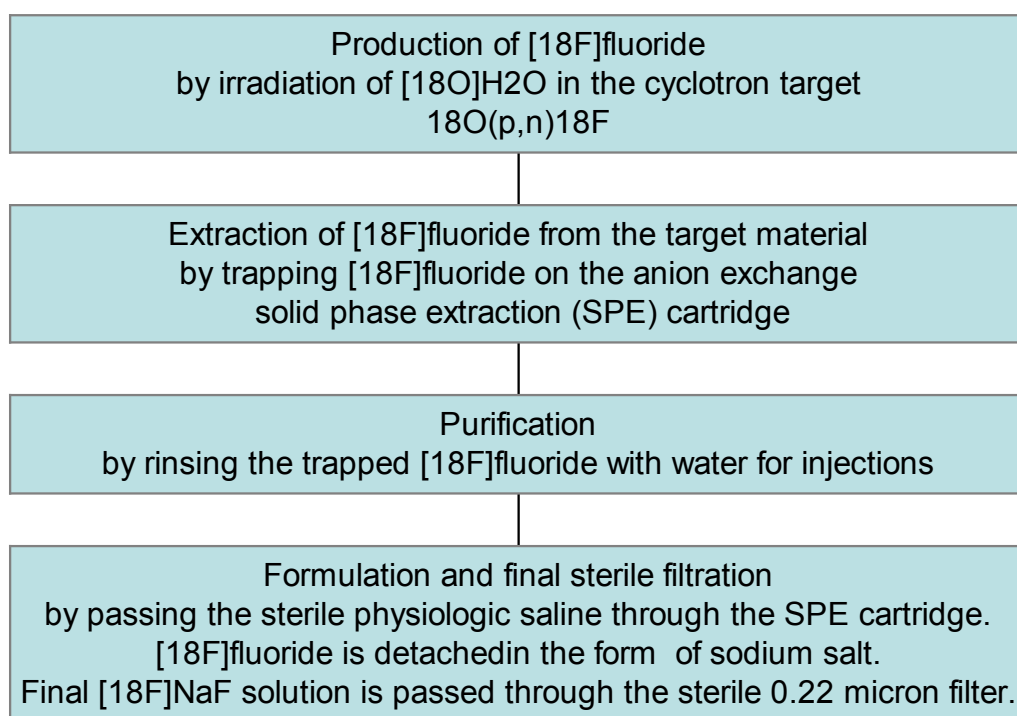 Production of [18F]fluoride
by irradiation of [18O]H2O in the cyclotron target
18O(p,n)18F
Extraction of [18F]fluoride from the target material
by trapping [18F]fluoride on the anion exchange
solid phase extraction (SPE) cartridge
Purification
by rinsing the trapped [18F]fluoride with water for injections
Formulation and final sterile filtration
by passing the sterile physiologic saline through the SPE cartridge.
[18F]fluoride is detachedin the form of sodium salt.
Final [18F]NaF solution is passed through the sterile 0.22 micron filter.